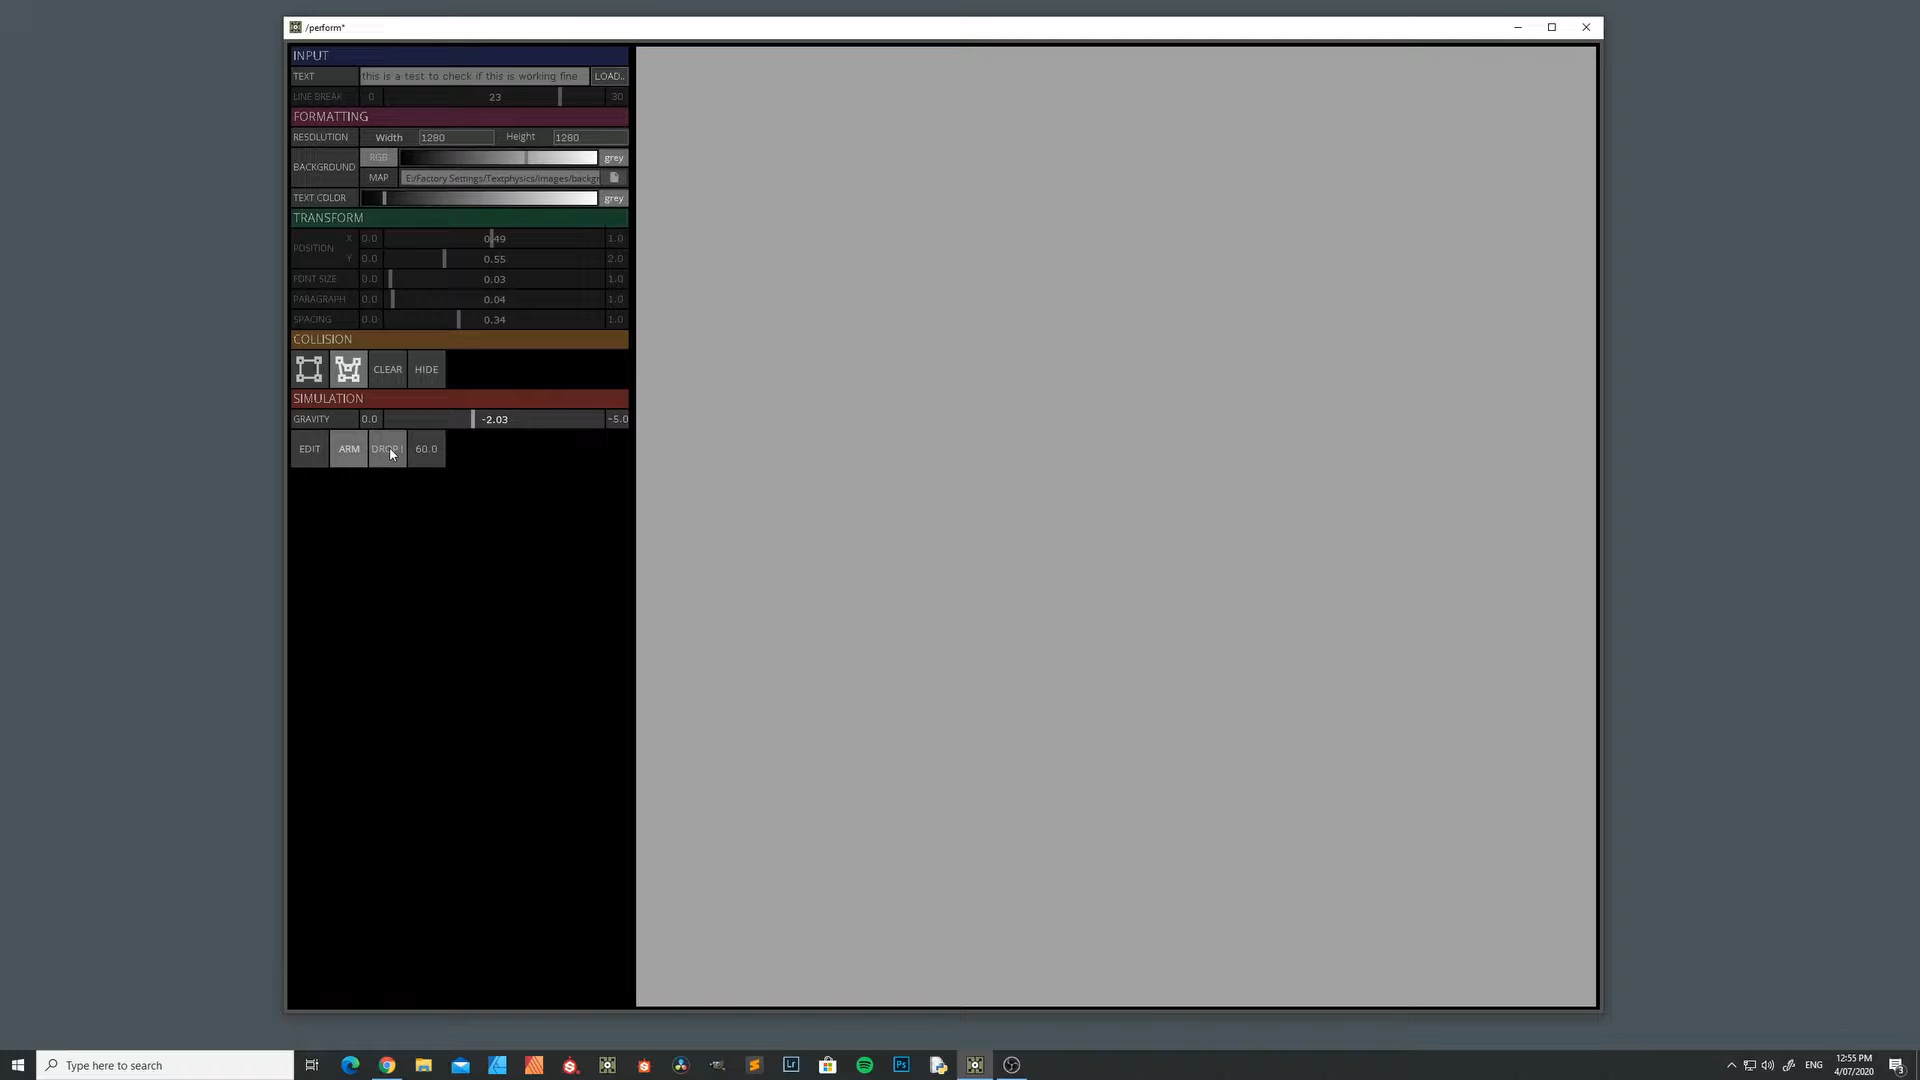 /perform*
INPUT
TEXT this is a test to check if this is working fine LOAD..
LINE BREAK 0 23 30
FORMATTING
RESOLUTION Width 1280 Height 1280
BACKGROUND RGB grey
MAP E:/Factory Settings/Textphysics/images/backgr
TEXT COLOR grey
TRANSFORM
POSITION X 0.0 0.49 1.0
Y 0.0 0.55 2.0
FONT SIZE 0.0 0.03 1.0
PARAGRAPH 0.0 0.04 1.0
SPACING 0.0 0.34 1.0
COLLISION
CLEAR HIDE
SIMULATION
GRAVITY 0.0 -2.03 -5.0
EDIT ARM DROP! 60.0
Type here to search
Lr
Ps
ENG
12:55 PM
4/07/2020
3